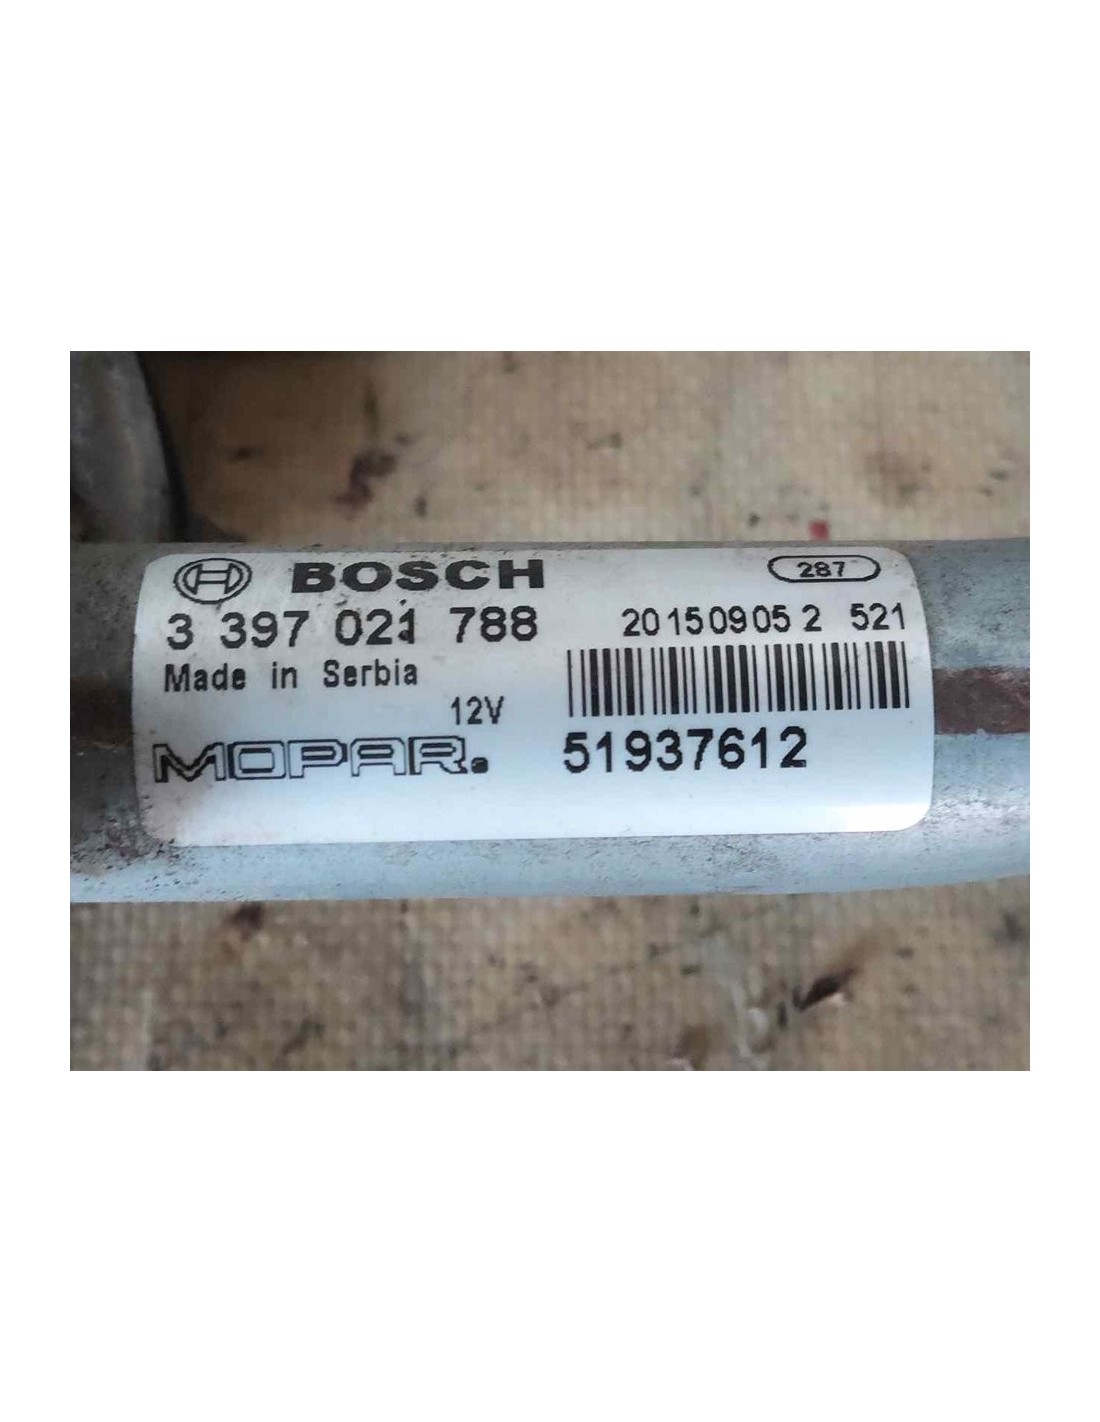 BOSCH
287
3 397 021 788
20150905 2 521
Made in Serbia
12V
MOPAR.
51937612